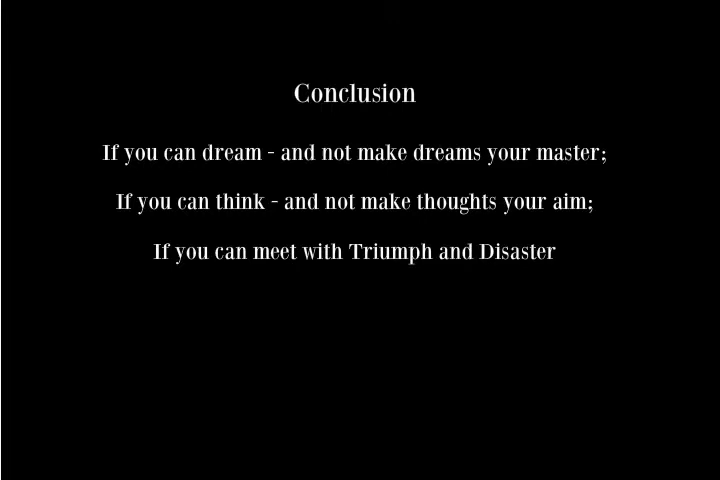 Conclusion
If you can dream - and not make dreams your master;
If you can think - and not make thoughts your aim;
If you can meet with Triumph and Disaster